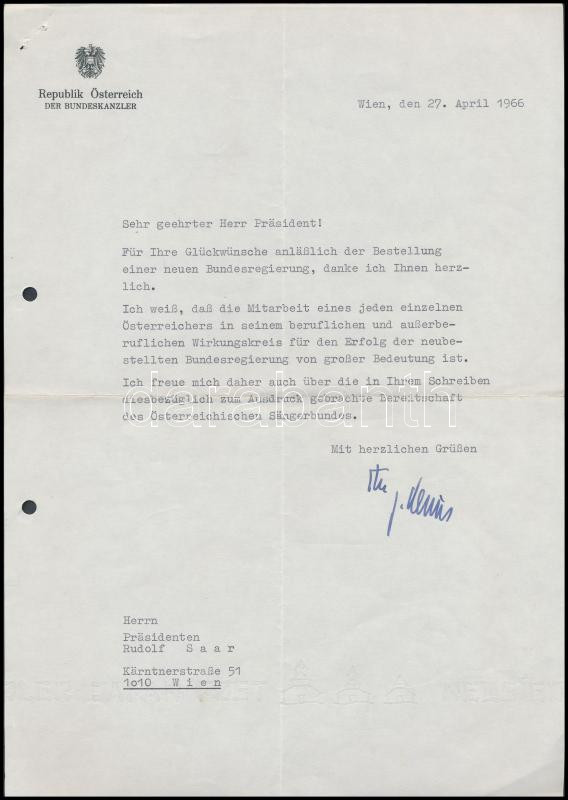 Republik Österreich
DER BUNDESKANZLER
Wien, den 27. April 1966
Sehr geehrter Herr Präsident!
Für Ihre Glückwünsche anläßlich der Bestellung
einer neuen Bundesregierung, danke ich Ihnen herz-
lich.
Ich weiß, daß die Mitarbeit eines jeden einzelnen
Österreichers in seinem beruflichen und außerbe-
ruflichen Wirkungskreis für den Erfolg der neube-
stellten Bundesregierung von großer Bedeutung ist.
Ich freue mich daher auch über die in Ihrem Schreiben
diesbezüglich zum Ausdruck gebrachte Bereitschaft
des Österreichischen Sängerbundes.
darabanth
Mit herzlichen Grüßen
Herrn
Präsidenten
Rudolf S a a r
Kärntnerstraße 51
1o1O W i e n